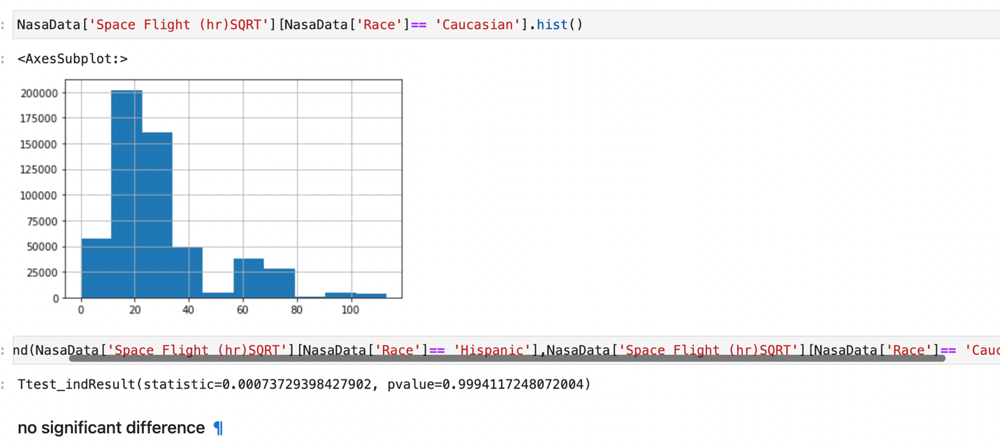 NasaData['Space Flight (hr)SQRT'][NasaData['Race']== 'Caucasian'].hist()
<AxesSubplot:>
200000
175000
150000
125000
100000
75000
50000
25000
0
0 20 40 60 80 100
nd(NasaData['Space Flight (hr)SQRT'][NasaData['Race']== 'Hispanic'],NasaData['Space Flight (hr)SQRT'][NasaData['Race']== 'Cauc
Ttest_indResult(statistic=0.00073729398427902, pvalue=0.9994117248072004)
no significant difference ¶